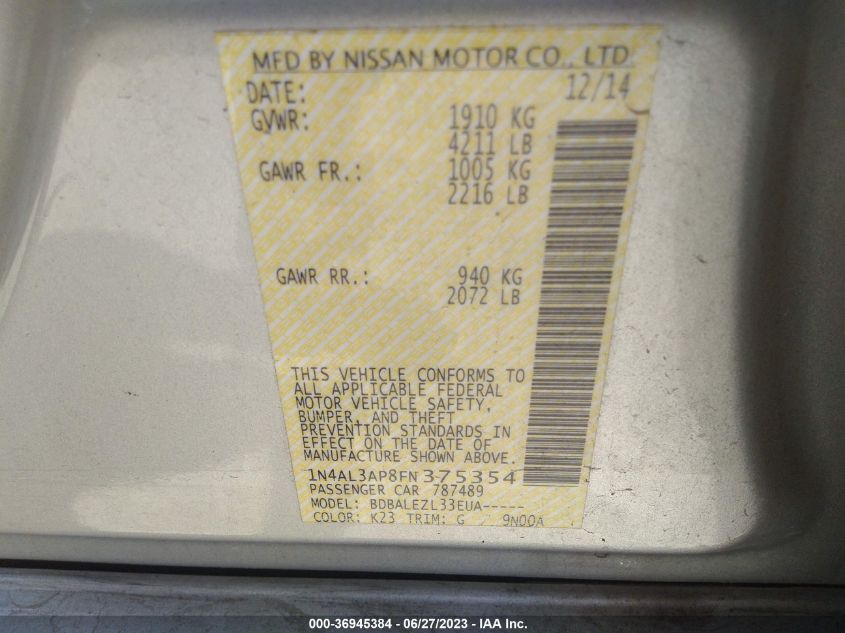 MFD BY NISSAN MOTOR CO., LTD.
DATE: 12/14
GVWR: 1910 KG
4211 LB
GAWR FR.: 1005 KG
2216 LB
GAWR RR.: 940 KG
2072 LB
THIS VEHICLE CONFORMS TO
ALL APPLICABLE FEDERAL
MOTOR VEHICLE SAFETY,
BUMPER, AND THEFT
PREVENTION STANDARDS IN
EFFECT ON THE DATE OF
MANUFACTURE SHOWN ABOVE.
1N4AL3AP8FN375354
PASSENGER CAR 787489
MODEL: BDBALEZL33EUA-----
COLOR: K23 TRIM: G 9N00A
000-36945384 - 06/27/2023 - IAA Inc.